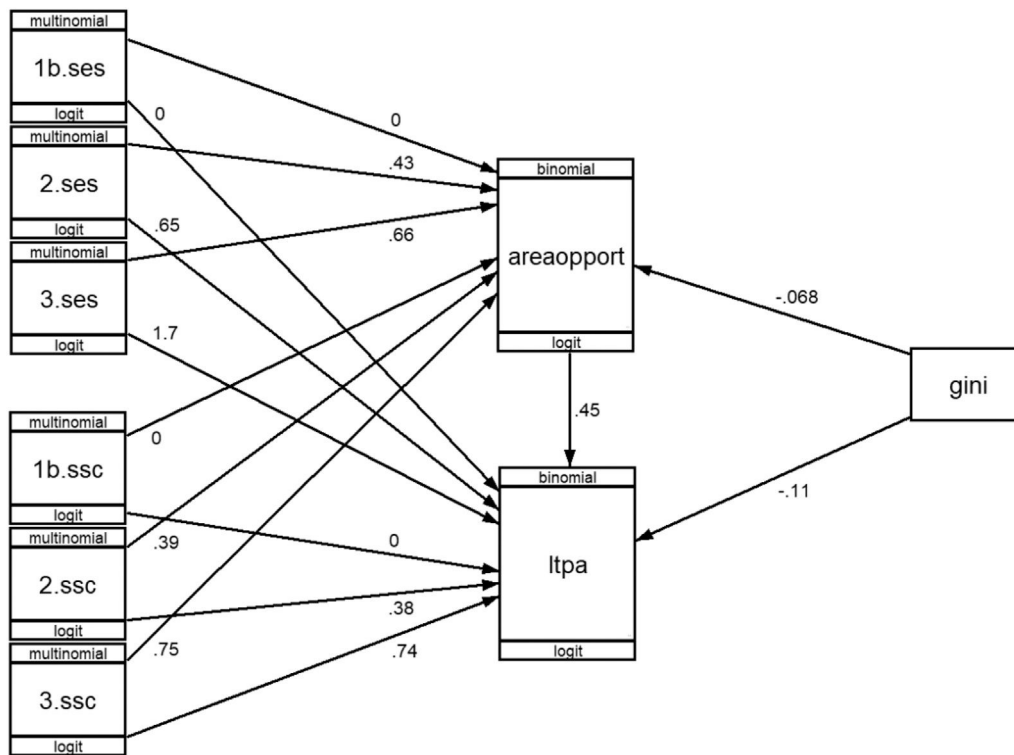 multinomial
1b.ses
logit
multinomial
2.ses
logit
multinomial
3.ses
logit
multinomial
1b.ssc
logit
multinomial
2.ssc
logit
multinomial
3.ssc
logit
0
0
.43
.65
.66
1.7
0
0
.39
.38
.75
.74
binomial
areaopport
logit
.45
binomial
ltpa
logit
-.068
-.11
gini